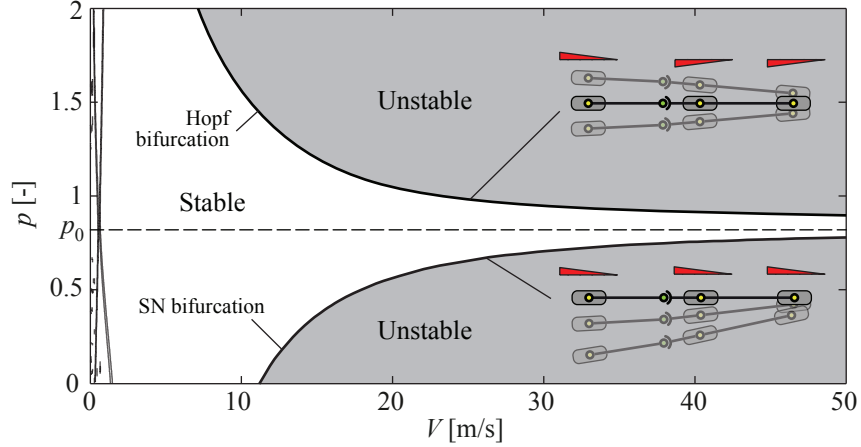 2
Unstable
1.5
Hopf
bifurcation
Stable
p [-]
1
p₀
0.5
SN bifurcation
Unstable
0
0
10
20
30
40
50
V [m/s]